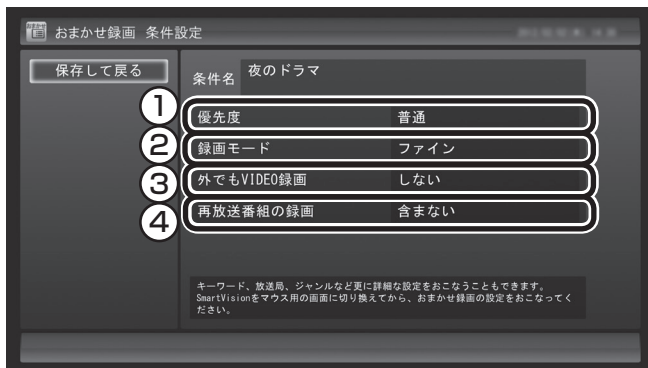 おまかせ録画 条件設定
保存して戻る
条件名 夜のドラマ
① 優先度 普通
② 録画モード ファイン
③ 外でもVIDEO録画 しない
④ 再放送番組の録画 含まない
キーワード、放送局、ジャンルなど更に詳細な設定をおこなうこともできます。
SmartVisionをマウス用の画面に切り換えてから、おまかせ録画の設定をおこなってく
ださい。